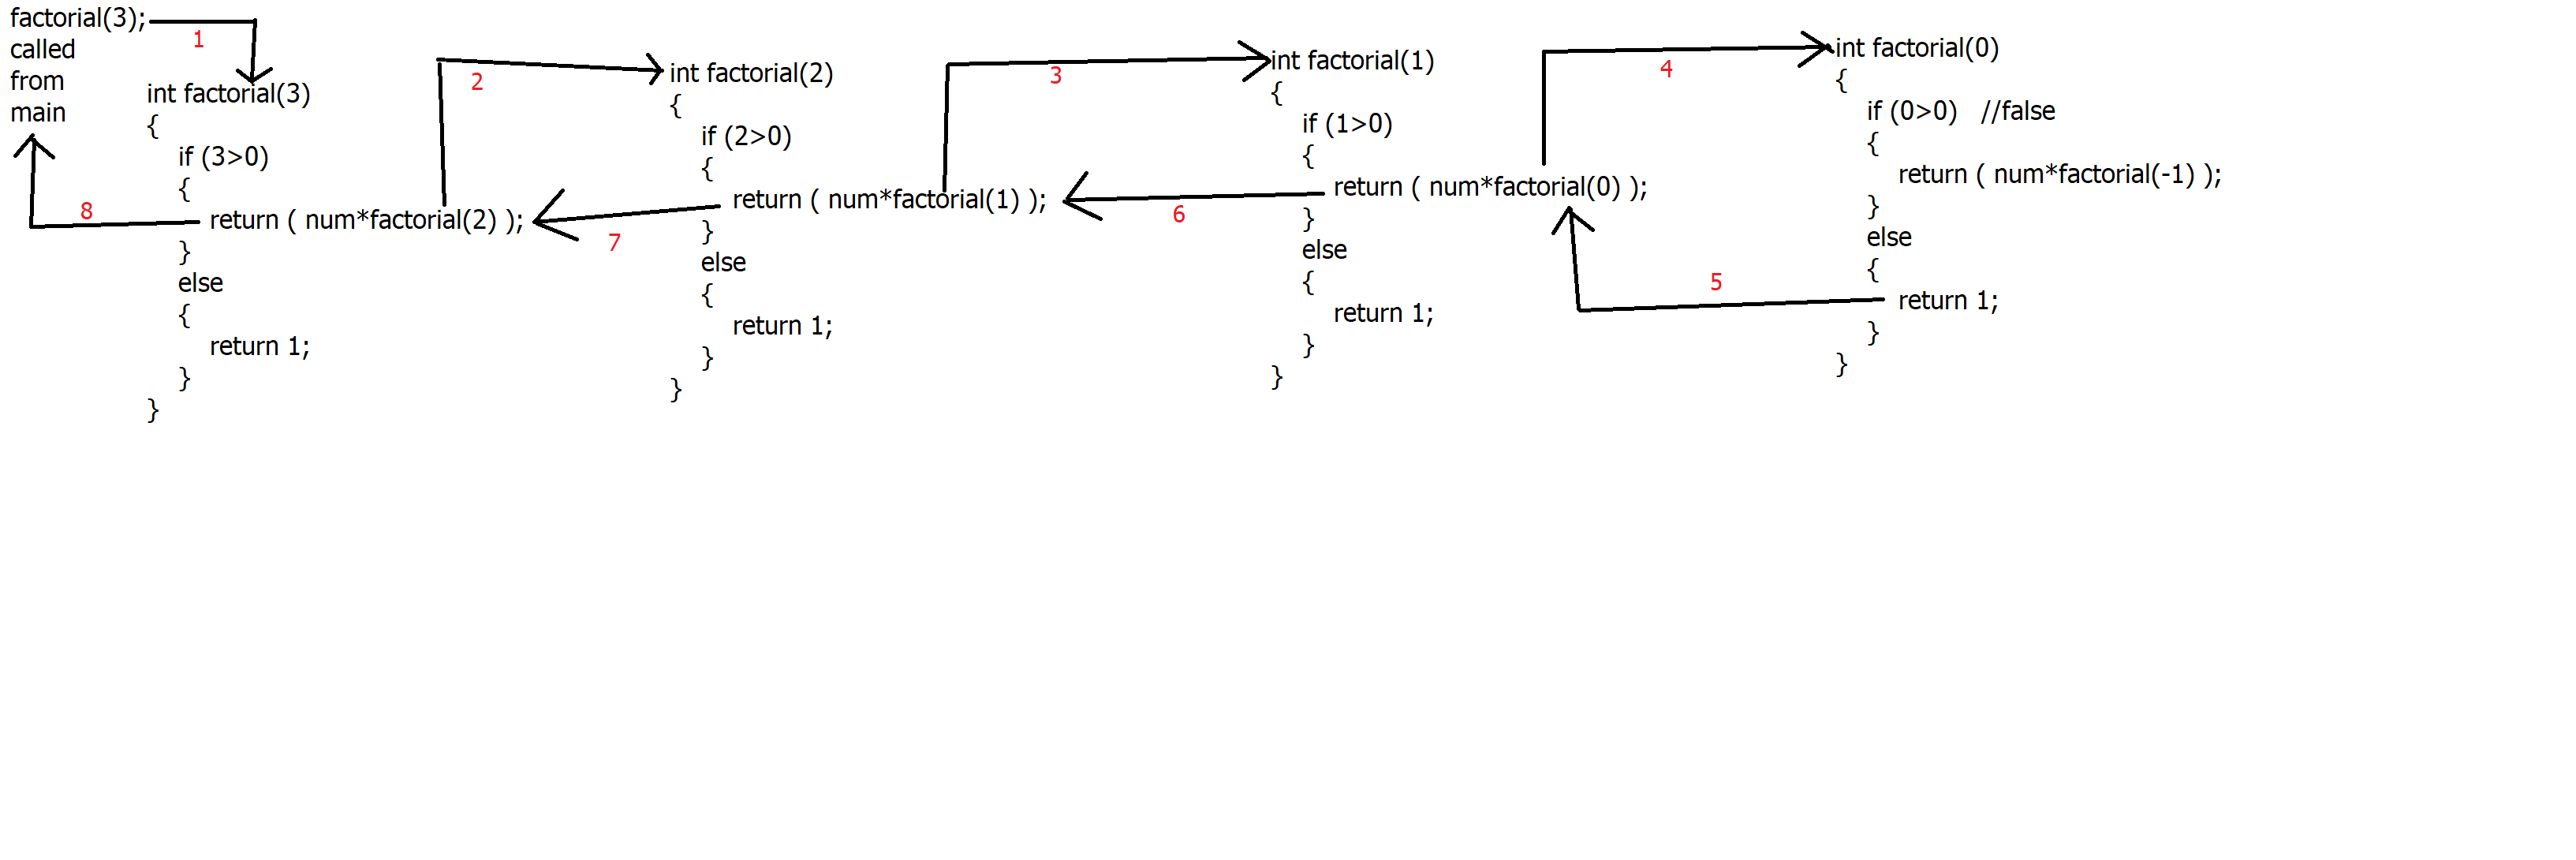 factorial(3);
called
from
main
1
int factorial(3)
{
if (3>0)
{
return ( num*factorial(2) );
}
else
{
return 1;
}
}
8
2
int factorial(2)
{
if (2>0)
{
return ( num*factorial(1) );
}
else
{
return 1;
}
}
7
3
int factorial(1)
{
if (1>0)
{
return ( num*factorial(0) );
}
else
{
return 1;
}
}
6
4
int factorial(0)
{
if (0>0)   //false
{
return ( num*factorial(-1) );
}
else
{
return 1;
}
}
5